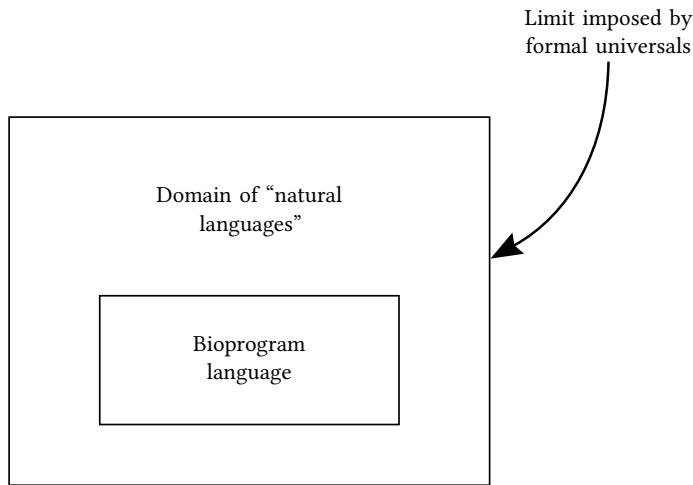 Limit imposed by
formal universals
Domain of “natural
languages”
Bioprogram
language